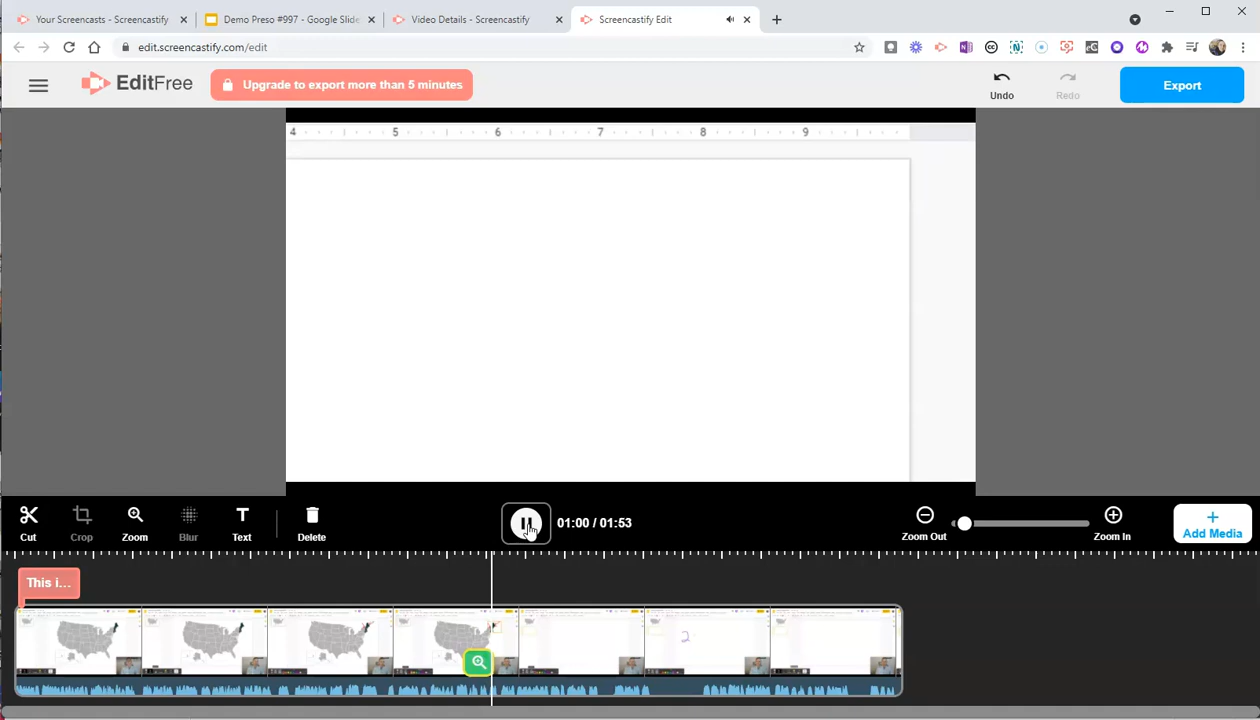 Your Screencasts - Screencastify
Demo Preso #997 - Google Slide
Video Details - Screencastify
Screencastify Edit
edit.screencastify.com/edit
EditFree
Upgrade to export more than 5 minutes
Undo
Redo
Export
4 5 6 7 8 9
Cut
Crop
Zoom
Blur
Text
Delete
01:00 / 01:53
Zoom Out
Zoom In
Add Media
This i...
2